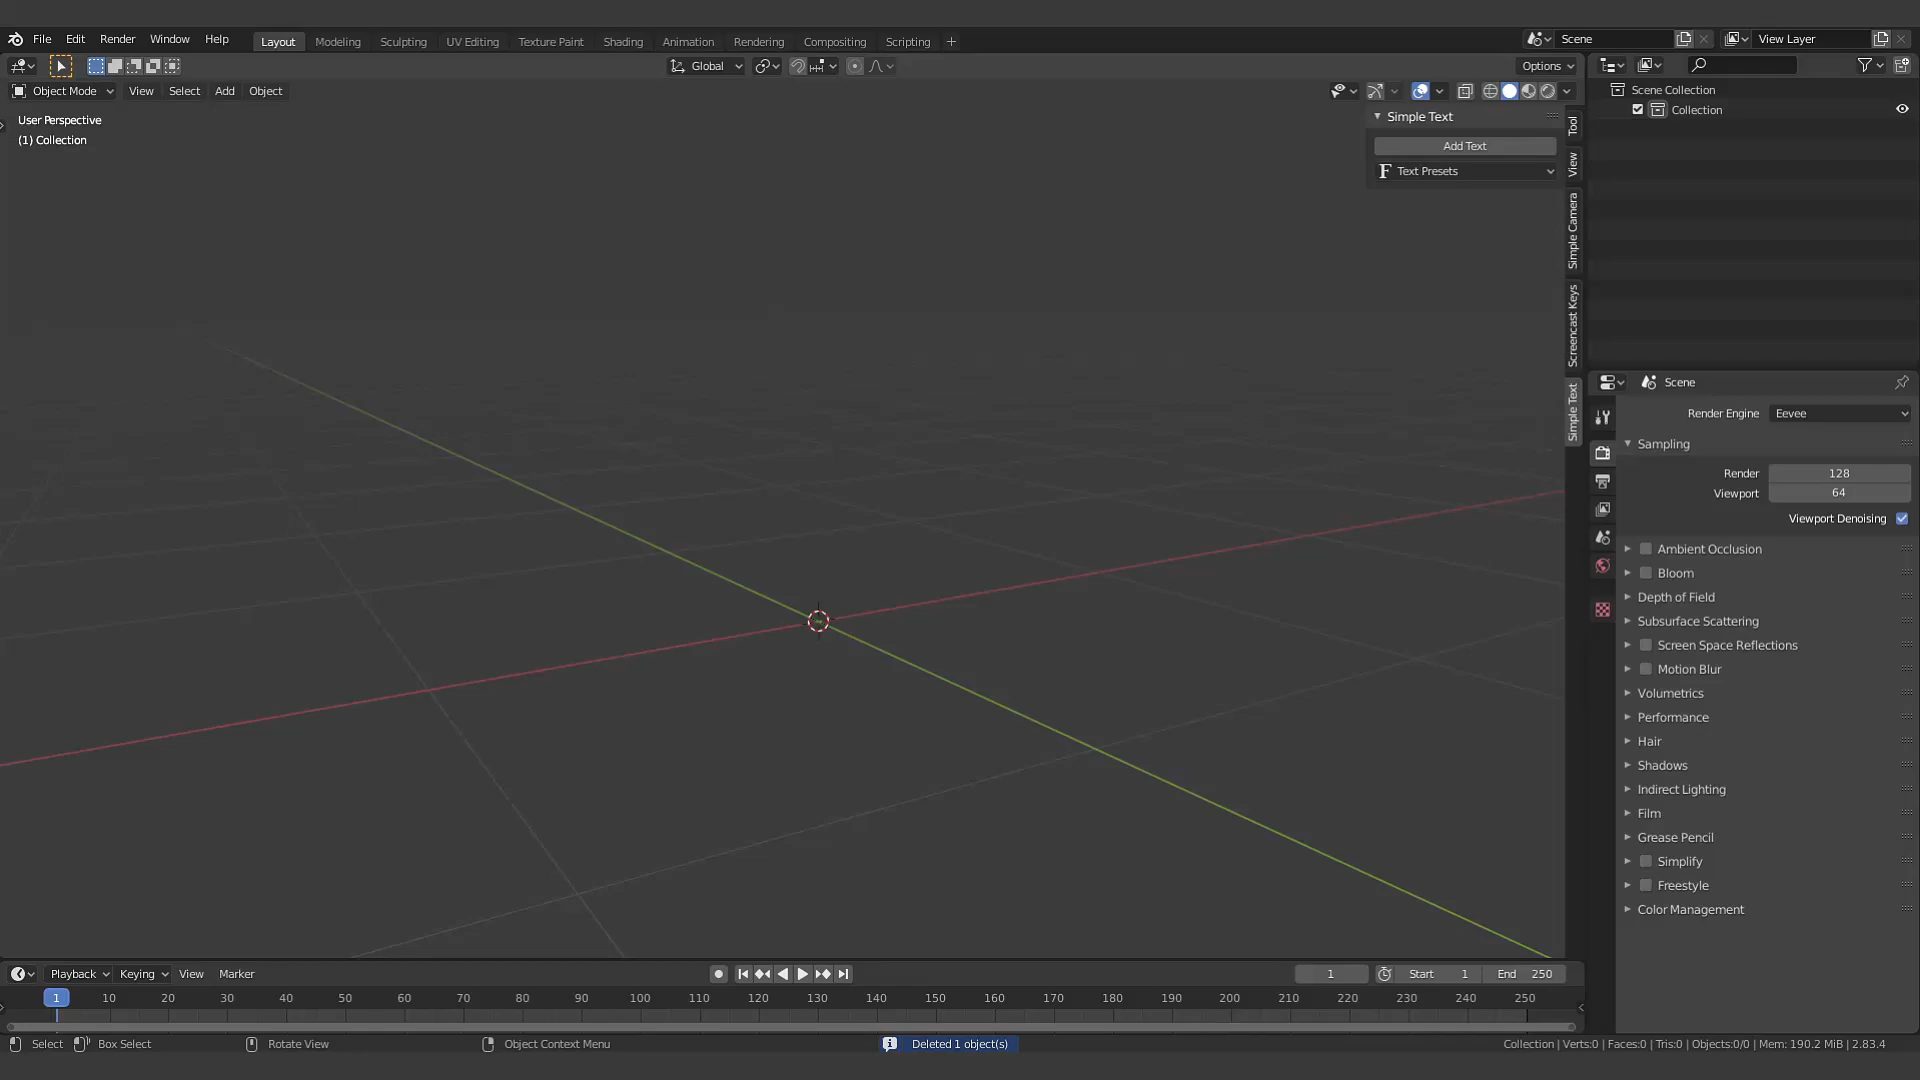 File Edit Render Window Help Layout Modeling Sculpting UV Editing Texture Paint Shading Animation Rendering Compositing Scripting + Scene View Layer
Global Options
Object Mode View Select Add Object
User Perspective
(1) Collection
Simple Text
Add Text
F Text Presets
Tool
View
Simple Camera
Screencast Keys
Simple Text
Scene Collection
Collection
Scene
Render Engine Eevee
Sampling
Render 128
Viewport 64
Viewport Denoising
Ambient Occlusion
Bloom
Depth of Field
Subsurface Scattering
Screen Space Reflections
Motion Blur
Volumetrics
Performance
Hair
Shadows
Indirect Lighting
Film
Grease Pencil
Simplify
Freestyle
Color Management
Playback Keying View Marker 1 Start 1 End 250
1 10 20 30 40 50 60 70 80 90 100 110 120 130 140 150 160 170 180 190 200 210 220 230 240 250
Select Box Select Rotate View Object Context Menu Deleted 1 object(s) Collection | Verts:0 | Faces:0 | Tris:0 | Objects:0/0 | Mem: 190.2 MiB | 2.83.4